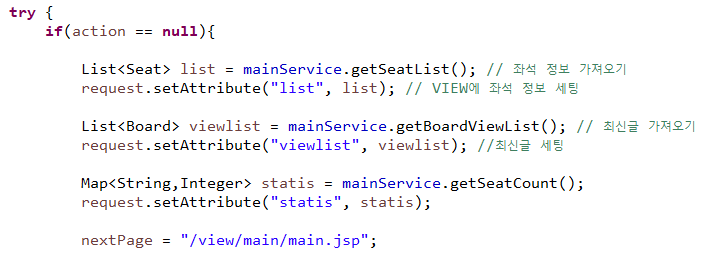 try {
if(action == null){
List<Seat> list = mainService.getSeatList(); // 좌석 정보 가져오기
request.setAttribute("list", list); // VIEW에 좌석 정보 세팅
List<Board> viewlist = mainService.getBoardViewList(); // 최신글 가져오기
request.setAttribute("viewlist", viewlist); //최신글 세팅
Map<String,Integer> statis = mainService.getSeatCount();
request.setAttribute("statis", statis);
nextPage = "/view/main/main.jsp";